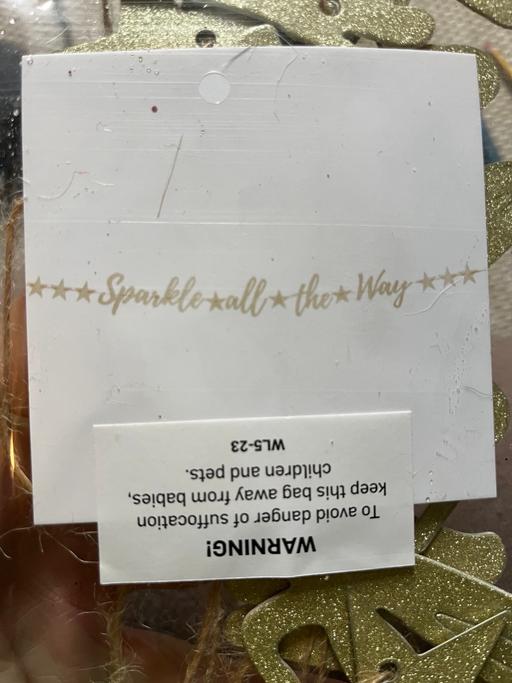 Sparkle all the Way
WARNING!
To avoid danger of suffocation
keep this bag away from babies,
children and pets.
WL5-23